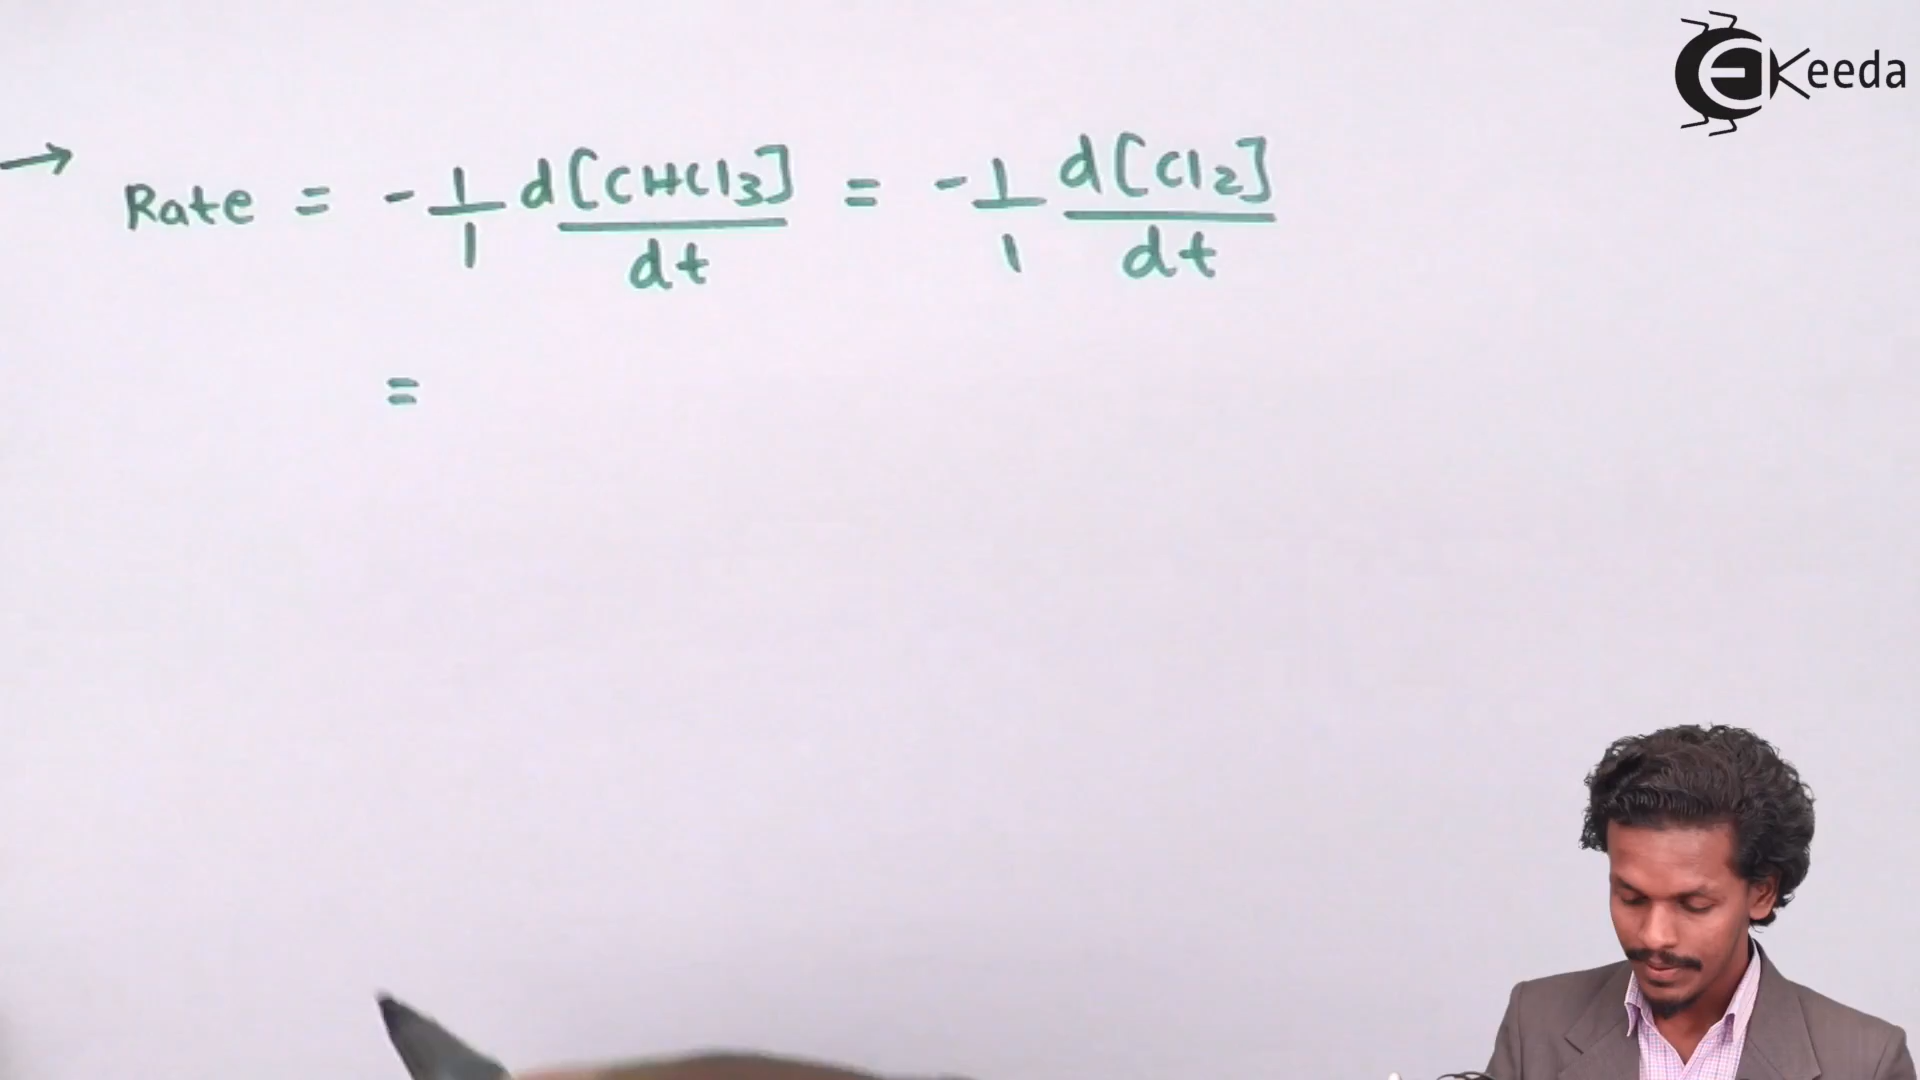 Keeda
→ Rate = - 1/1 d[CHCl3]/dt = - 1/1 d[Cl2]/dt
=